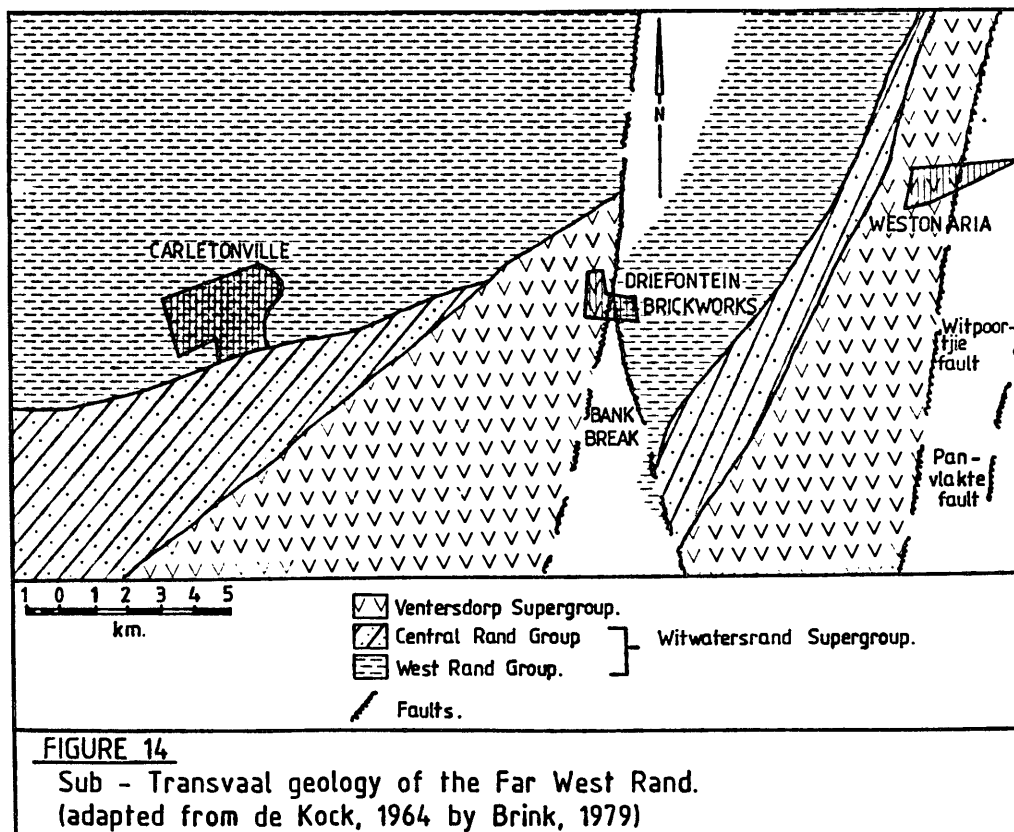 N
CARLETONVILLE
WESTON ARIA
DRIEFONTEIN
BRICKWORKS
Witpoor-
tjie
fault
BANK
BREAK
Pan-
vlakte
fault
1 0 1 2 3 4 5
km.
Ventersdorp Supergroup.
Central Rand Group
Witwatersrand Supergroup.
West Rand Group.
Faults.
FIGURE 14
Sub - Transvaal geology of the Far West Rand.
(adapted from de Kock, 1964 by Brink, 1979)